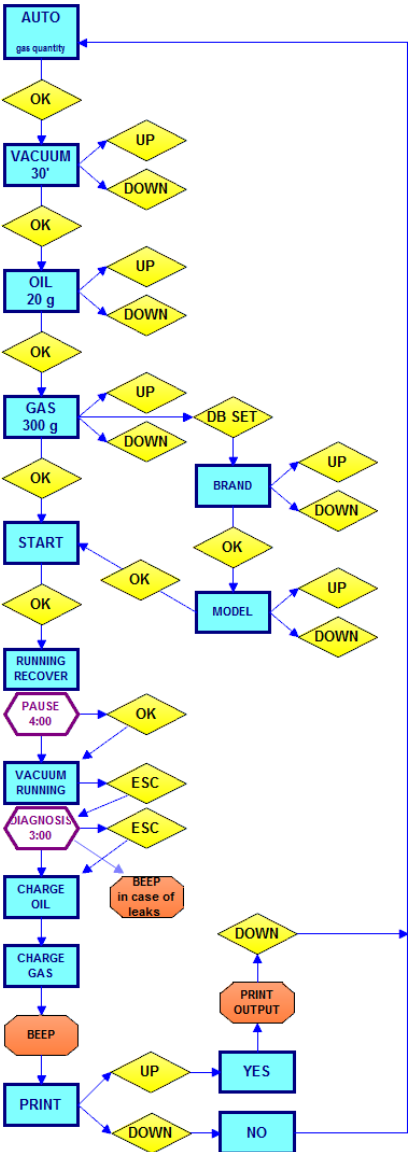 AUTO
gas quantity
OK
UP
VACUUM
30'
DOWN
OK
UP
OIL
20 g
DOWN
OK
UP
GAS
300 g
DB SET
DOWN
UP
OK
BRAND
DOWN
START
OK
OK
UP
OK
MODEL
DOWN
RUNNING
RECOVER
PAUSE
4:00
OK
VACUUM
RUNNING
ESC
DIAGNOSIS
3:00
ESC
CHARGE
OIL
BEEP
in case of
leaks
DOWN
CHARGE
GAS
PRINT
OUTPUT
BEEP
UP
YES
PRINT
DOWN
NO